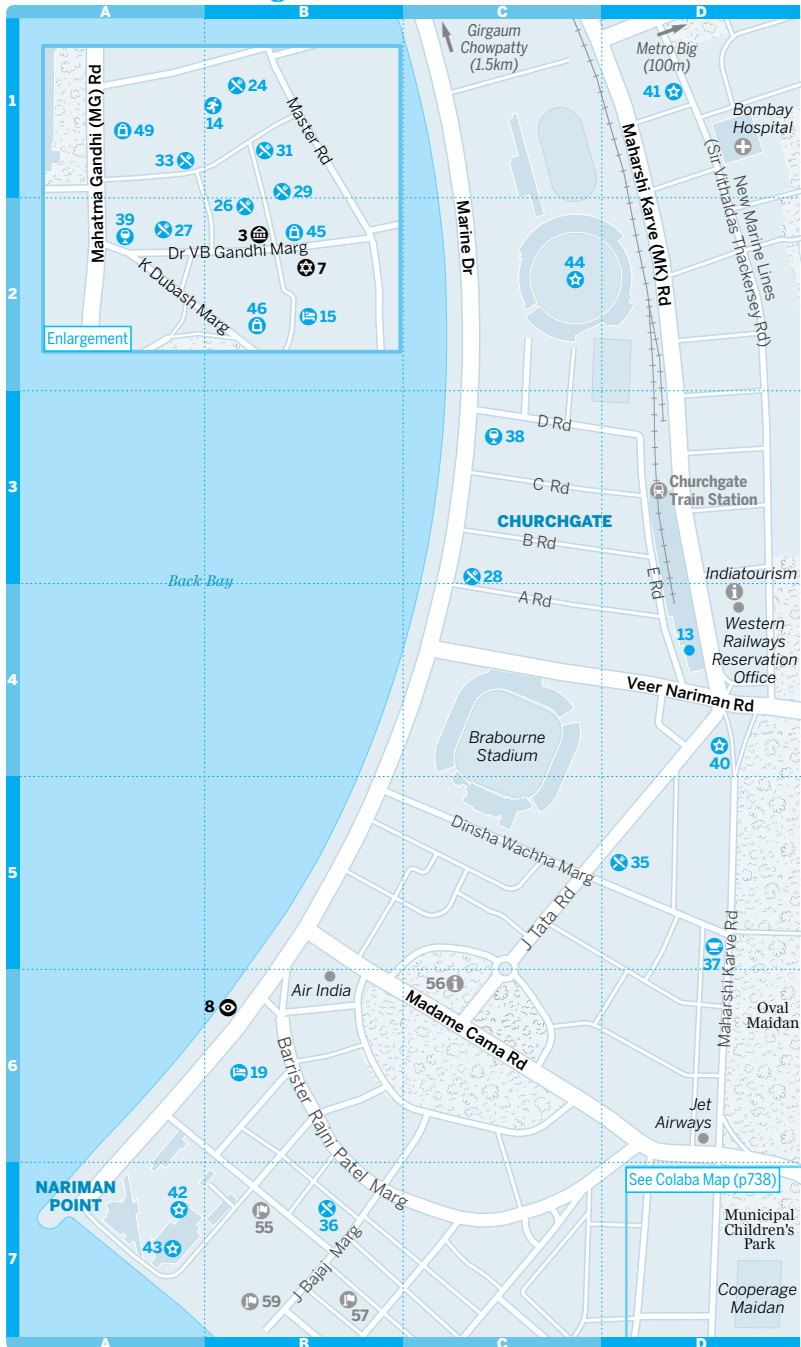 A
B
C
D
1
2
3
4
5
6
7
Girgaum
Chowpatty
(1.5km)
Metro Big
(100m)
41
Bombay
Hospital
Mahatma Gandhi (MG) Rd
24
14
49
Master Rd
33
31
29
26
39
27
3
45
Dr VB Gandhi Marg
7
K Dubash Marg
46
15
Enlargement
Marine Dr
Maharshi Karve (MK) Rd
New Marine Lines
(Sir Vithaldas Thackersey Rd)
44
D Rd
38
C Rd
Churchgate
Train Station
CHURCHGATE
B Rd
Back Bay
28
E Rd
Indiatourism
A Rd
13
Western
Railways
Reservation
Office
Veer Nariman Rd
Brabourne
Stadium
40
Dinsha Wachha Marg
35
J Tata Rd
37
Maharshi Karve Rd
Air India
56
8
Madame Cama Rd
Oval
Maidan
19
Barrister Rajni Patel Marg
Jet
Airways
NARIMAN
POINT
42
55
36
43
J Bajaj Marg
59
57
See Colaba Map (p738)
Municipal
Children's
Park
Cooperage
Maidan
A
B
C
D